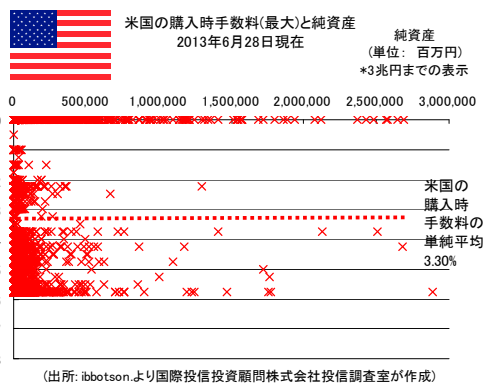 米国の購入時手数料(最大)と純資産
2013年6月28日現在
純資産
(単位： 百万円)
*3兆円までの表示
0 500,000 1,000,000 1,500,000 2,000,000 2,500,000 3,000,000
米国の
購入時
手数料の
単純平均
3.30%
(出所: ibbotson.より国際投信投資顧問株式会社投信調査室が作成)